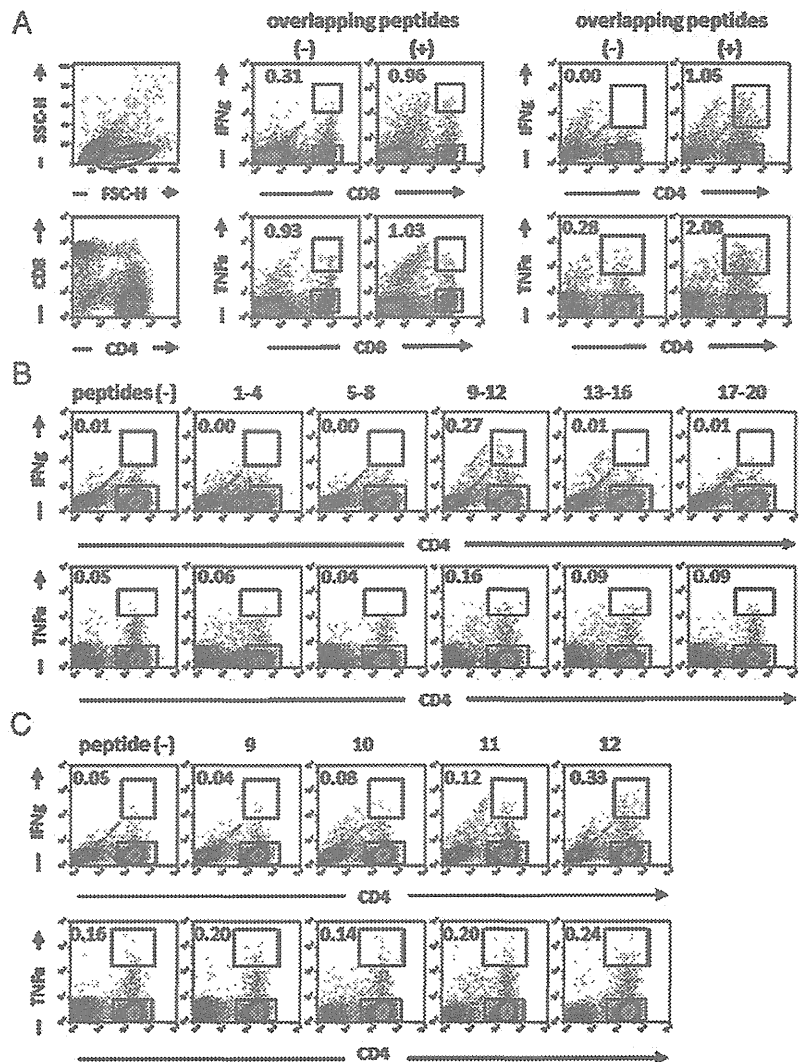 A
overlapping peptides overlapping peptides
(-) (+) (-) (+)
SSC-H
IFNg 0.31 0.96
IFNg 0.00 1.06
FSC-H CD8 CD4
CD8
TNFa 0.93 1.03
TNFa 0.28 2.08
CD4 CD8 CD4
B
peptides (-) 1-4 5-8 9-12 13-16 17-20
IFNg 0.01 0.00 0.00 0.27 0.01 0.01
CD4
TNFa 0.05 0.06 0.04 0.16 0.09 0.09
CD4
C
peptide (-) 9 10 11 12
IFNg 0.05 0.04 0.08 0.12 0.33
CD4
TNFa 0.16 0.20 0.14 0.20 0.24
CD4